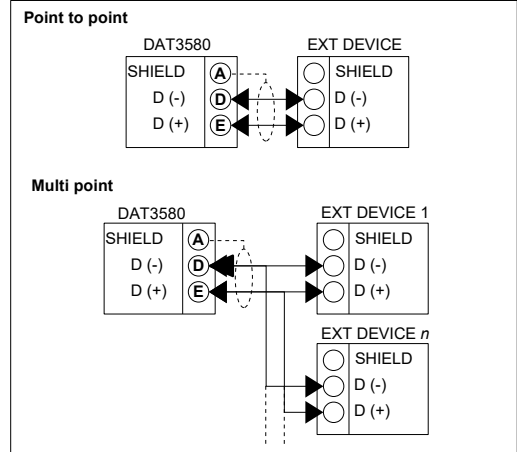 Point to point
DAT3580 EXT DEVICE
SHIELD A SHIELD
D (-) D D (-)
D (+) E D (+)
Multi point
DAT3580 EXT DEVICE 1
SHIELD A SHIELD
D (-) D D (-)
D (+) E D (+)
EXT DEVICE n
SHIELD
D (-)
D (+)